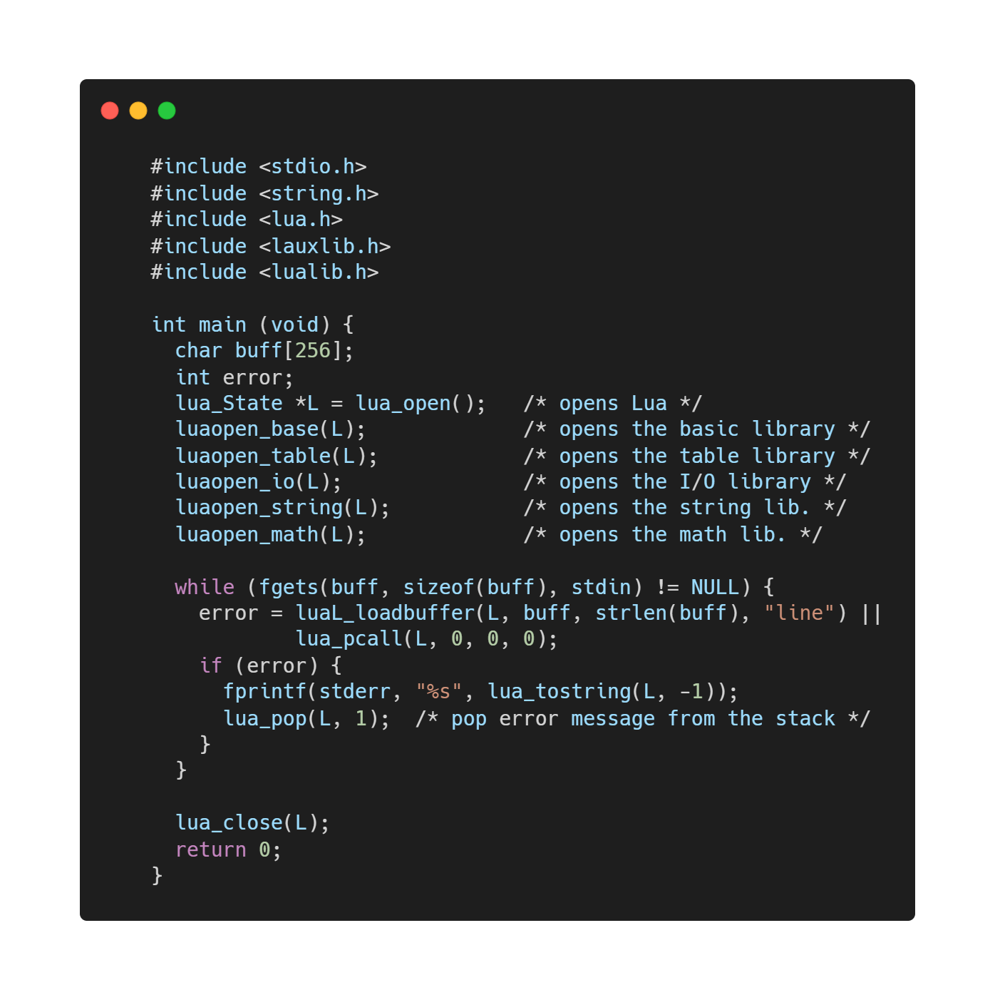 #include <stdio.h>
#include <string.h>
#include <lua.h>
#include <lauxlib.h>
#include <lualib.h>

int main (void) {
  char buff[256];
  int error;
  lua_State *L = lua_open();   /* opens Lua */
  luaopen_base(L);             /* opens the basic library */
  luaopen_table(L);            /* opens the table library */
  luaopen_io(L);               /* opens the I/O library */
  luaopen_string(L);           /* opens the string lib. */
  luaopen_math(L);             /* opens the math lib. */

  while (fgets(buff, sizeof(buff), stdin) != NULL) {
    error = luaL_loadbuffer(L, buff, strlen(buff), "line") ||
            lua_pcall(L, 0, 0, 0);
    if (error) {
      fprintf(stderr, "%s", lua_tostring(L, -1));
      lua_pop(L, 1);  /* pop error message from the stack */
    }
  }

  lua_close(L);
  return 0;
}